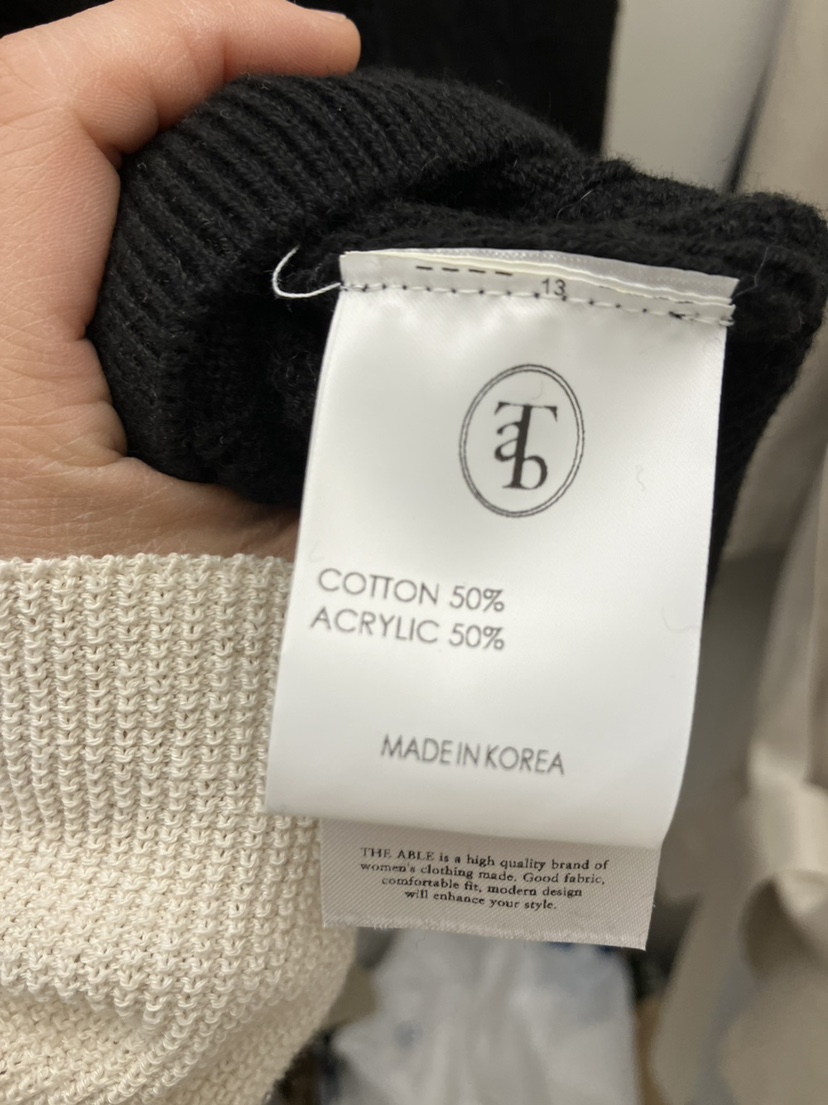 ---- 13
Tab
COTTON 50%
ACRYLIC 50%
MADE IN KOREA
THE ABLE is a high quality brand of
women's clothing made. Good fabric,
comfortable fit, modern design
will enhance your style.